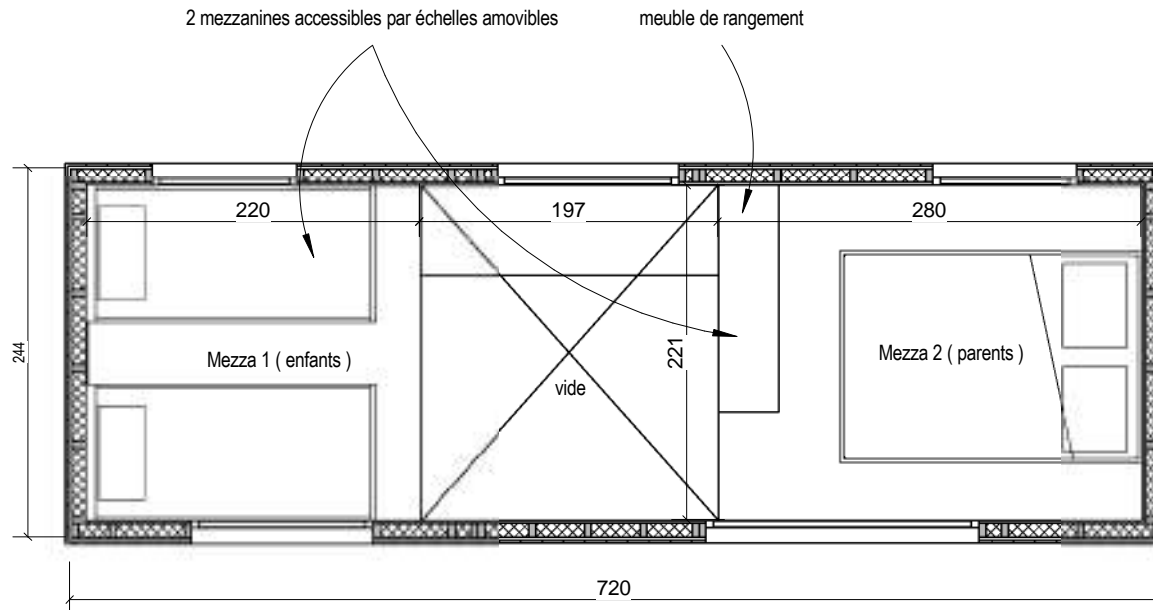 2 mezzanines accessibles par échelles amovibles
meuble de rangement
220
197
280
244
221
Mezza 1 ( enfants )
vide
Mezza 2 ( parents )
720